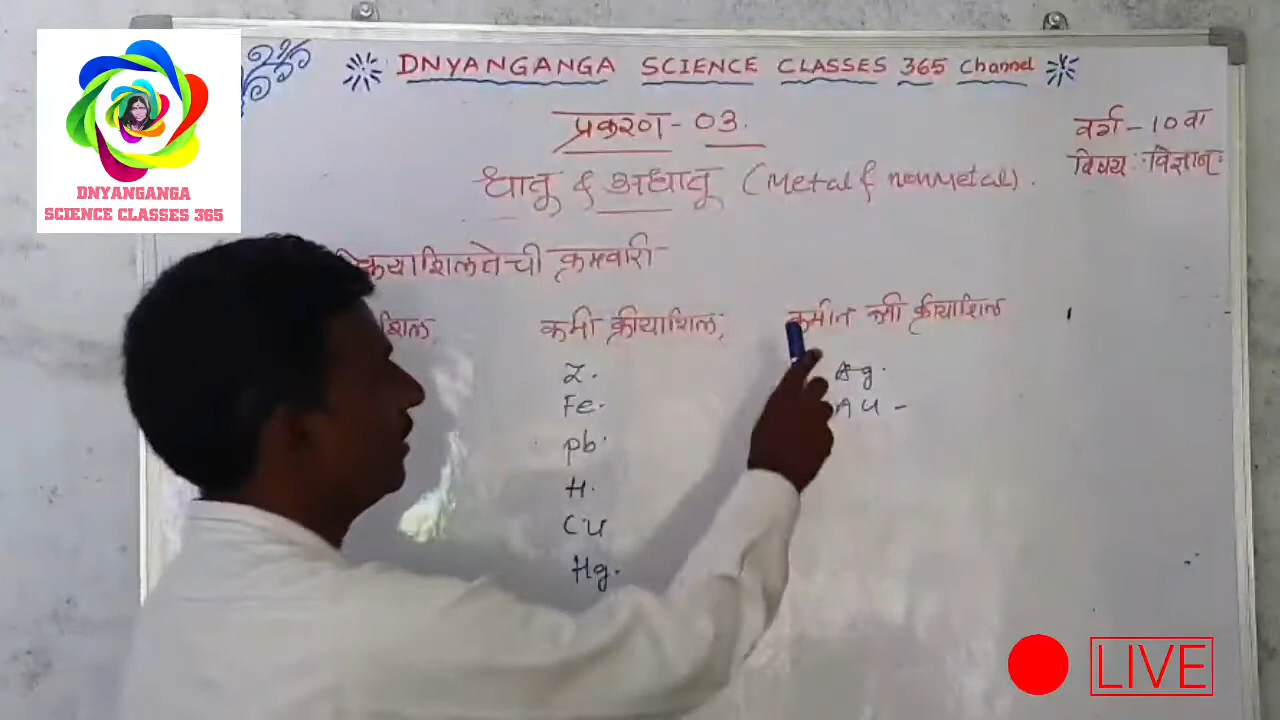 DNYANGANGA SCIENCE CLASSES 365 Channel
प्रकरण - 03.
वर्ग - 10 वा
विषय : विज्ञान :
धातू & अधातू (Metal & nonMetal).
DNYANGANGA
SCIENCE CLASSES 365
क्रियाशिलतेची क्रमवारी -
शिल, कमी क्रीयाशिल, कमीत कमी क्रीयाशिल
Z. Ag.
Fe. AU -
pb.
H.
CU
Hg.
LIVE